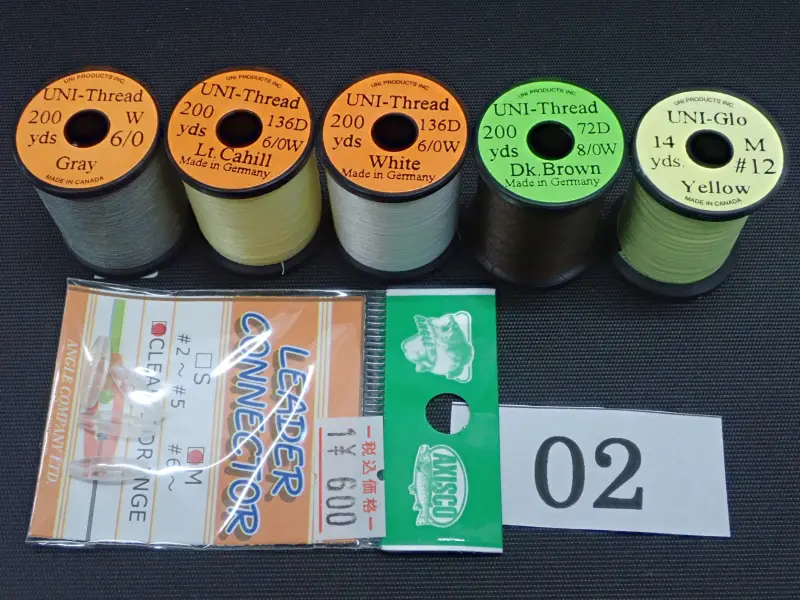 UNI PRODUCTS INC.
UNI-Thread
200 W
yds 6/0
Gray
MADE IN CANADA
UNI PRODUCTS INC.
UNI-Thread
200 136D
yds 6/0W
Lt. Cahill
Made in Germany
UNI PRODUCTS INC.
UNI-Thread
200 136D
yds 6/0W
White
Made in Germany
UNI PRODUCTS INC.
UNI-Thread
200 72D
yds 8/0W
Dk. Brown
Made in Germany
UNI PRODUCTS INC.
UNI-Glo
14 M
yds. #12
Yellow
MADE IN CANADA
LEADER
CONNECTOR
S M
#2～#5 #6～
CLEAR ORANGE
ANGLE COMPANY LTD.
税込価格
1¥ 600
ANISCO
02